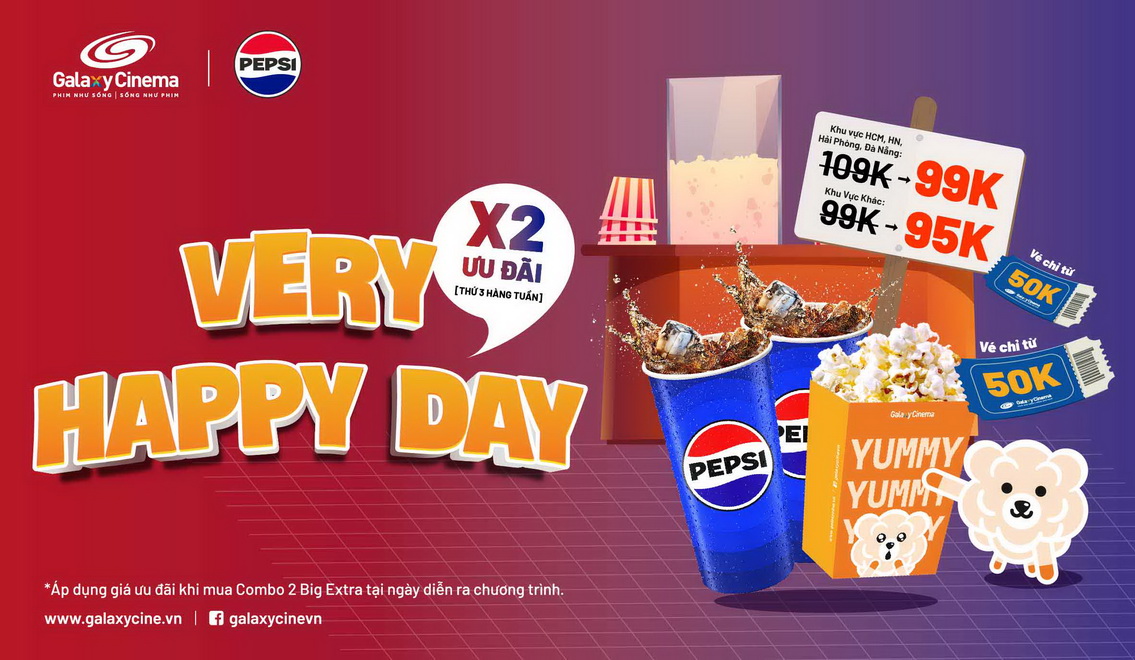 Galaxy Cinema
PHIM NHƯ SỐNG | SỐNG NHƯ PHIM
PEPSI
VERY
HAPPY DAY
X2
ƯU ĐÃI
[THỨ 3 HÀNG TUẦN]
Khu vực HCM, HN,
Hải Phòng, Đà Nẵng:
109K → 99K
Khu Vực Khác:
99K → 95K
Vé chỉ từ
50K
Vé chỉ từ
50K
Galaxy Cinema
PEPSI
PEPSI
Galaxy Cinema
YUMMY
YUMMY
*Áp dụng giá ưu đãi khi mua Combo 2 Big Extra tại ngày diễn ra chương trình.
www.galaxycine.vn | galaxycinevn